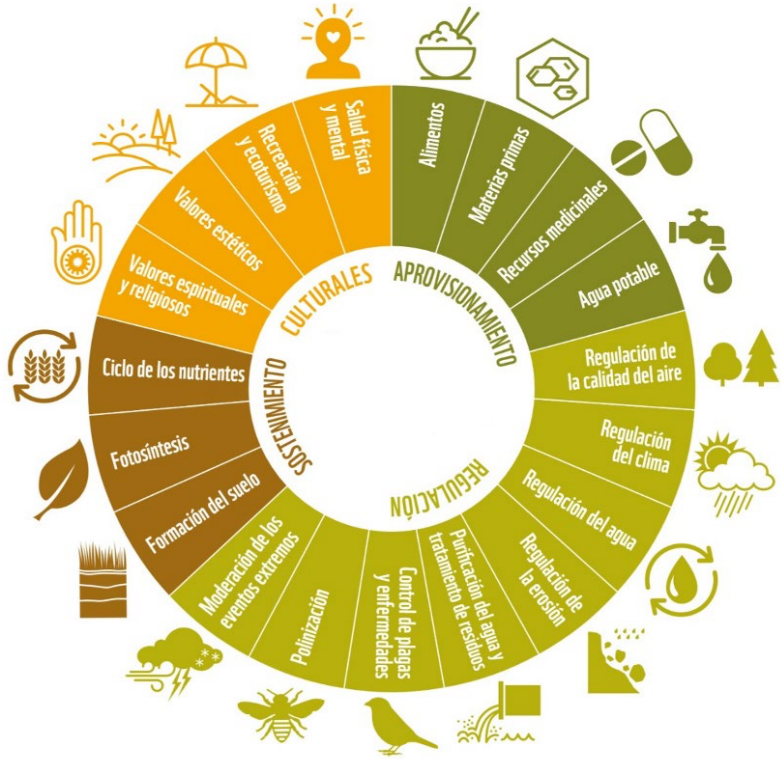 Salud física
y mental
Alimentos
Materias primas
Recursos medicinales
Agua potable
Regulación de
la calidad del aire
Regulación
del clima
Regulación del agua
Regulación de
la erosión
Purificación del agua y
tratamiento de residuos
Control de plagas
y enfermedades
Polinización
Moderación de los
eventos extremos
Formación del suelo
Fotosíntesis
Ciclo de los nutrientes
Valores espirituales
y religiosos
Valores estéticos
Recreación
y ecoturismo
CULTURALES
APROVISIONAMIENTO
SOSTENIMIENTO
REGULACIÓN